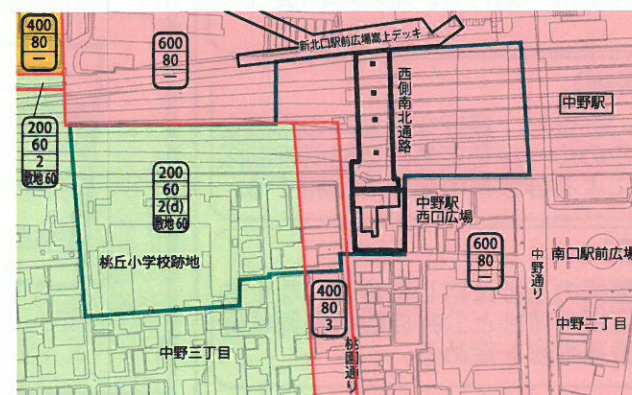 400
80
―
600
80
―
新北口駅前広場嵩上デッキ
西側南北通路
中野駅
200
60
2
敷地60
200
60
2(d)
敷地60
中野駅
西口広場
桃丘小学校跡地
600
80
―
中野通り
南口駅前広場
400
80
3
桃園通り
中野三丁目
中野二丁目